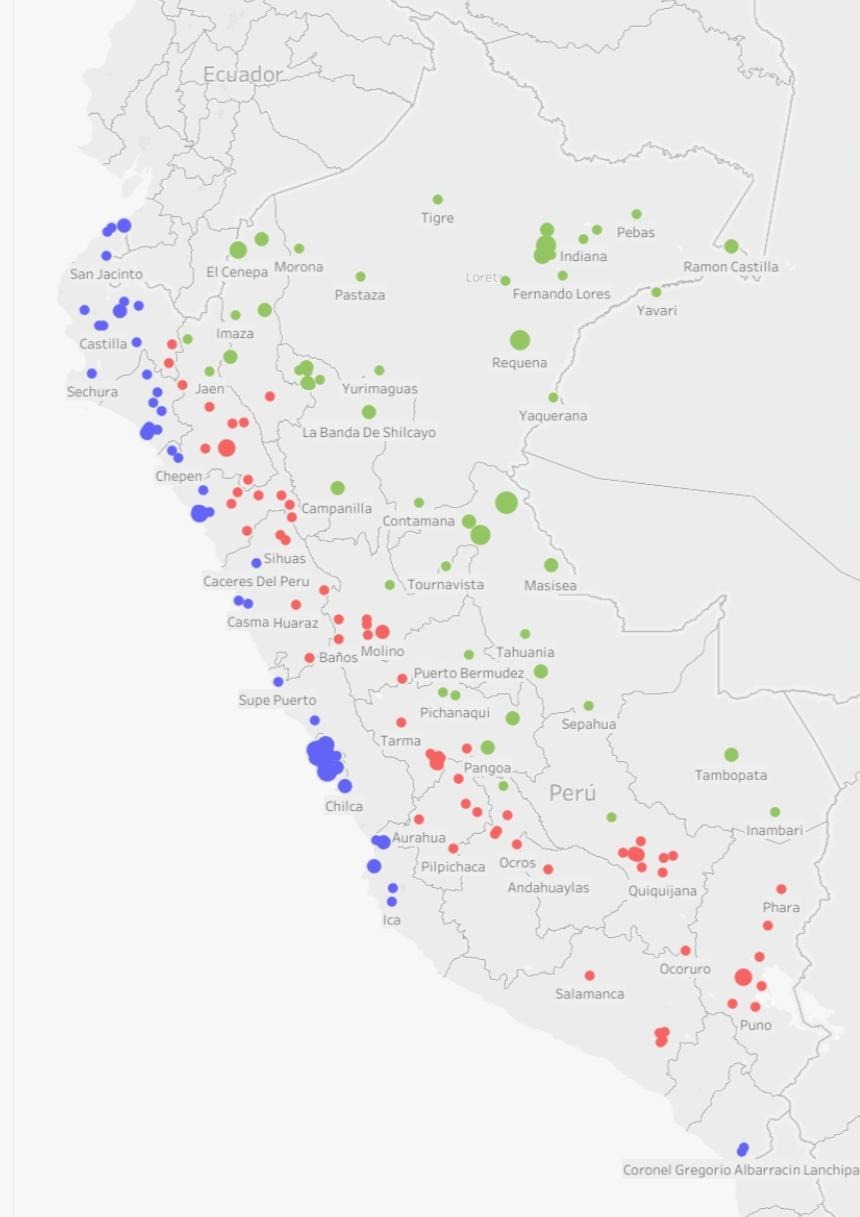 Ecuador
Tigre
Pebas
San Jacinto
El Cenepa
Morona
Indiana
Ramon Castilla
Loret
Pastaza
Fernando Lores
Yavari
Imaza
Castilla
Requena
Sechura
Jaen
Yurimaguas
Yaquerana
La Banda De Shilcayo
Chepen
Campanilla
Contamana
Sihuas
Caceres Del Peru
Tournavista
Masisea
Casma
Huaraz
Baños
Molino
Tahuania
Puerto Bermudez
Supe Puerto
Pichanaqui
Sepahua
Tarma
Pangoa
Tambopata
Perú
Chilca
Inambari
Aurahua
Pilpichaca
Ocros
Andahuaylas
Quiquijana
Phara
Ica
Ocoruro
Salamanca
Puno
Coronel Gregorio Albarracin Lanchipa